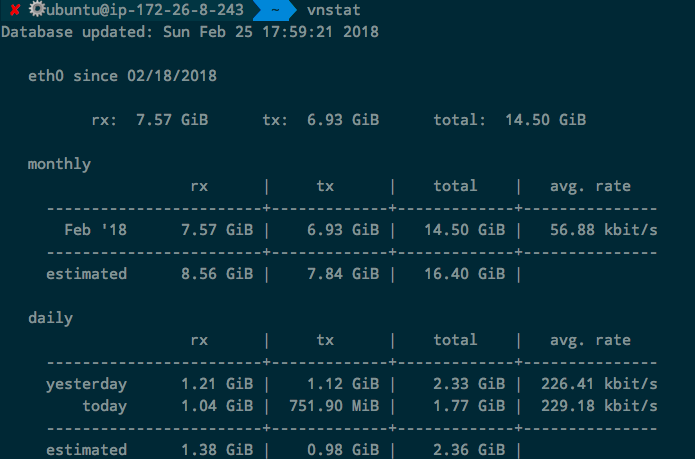 ✘ ⚙ubuntu@ip-172-26-8-243  ~  vnstat
Database updated: Sun Feb 25 17:59:21 2018
   eth0 since 02/18/2018
          rx:  7.57 GiB      tx:  6.93 GiB      total:  14.50 GiB
   monthly
                     rx      |     tx      |    total    |   avg. rate
     ------------------------+-------------+-------------+---------------
       Feb '18      7.57 GiB |    6.93 GiB |   14.50 GiB |   56.88 kbit/s
     ------------------------+-------------+-------------+---------------
     estimated      8.56 GiB |    7.84 GiB |   16.40 GiB |
   daily
                     rx      |     tx      |    total    |   avg. rate
     ------------------------+-------------+-------------+---------------
     yesterday      1.21 GiB |    1.12 GiB |    2.33 GiB |  226.41 kbit/s
         today      1.04 GiB |  751.90 MiB |    1.77 GiB |  229.18 kbit/s
     ------------------------+-------------+-------------+---------------
     estimated      1.38 GiB |    0.98 GiB |    2.36 GiB |